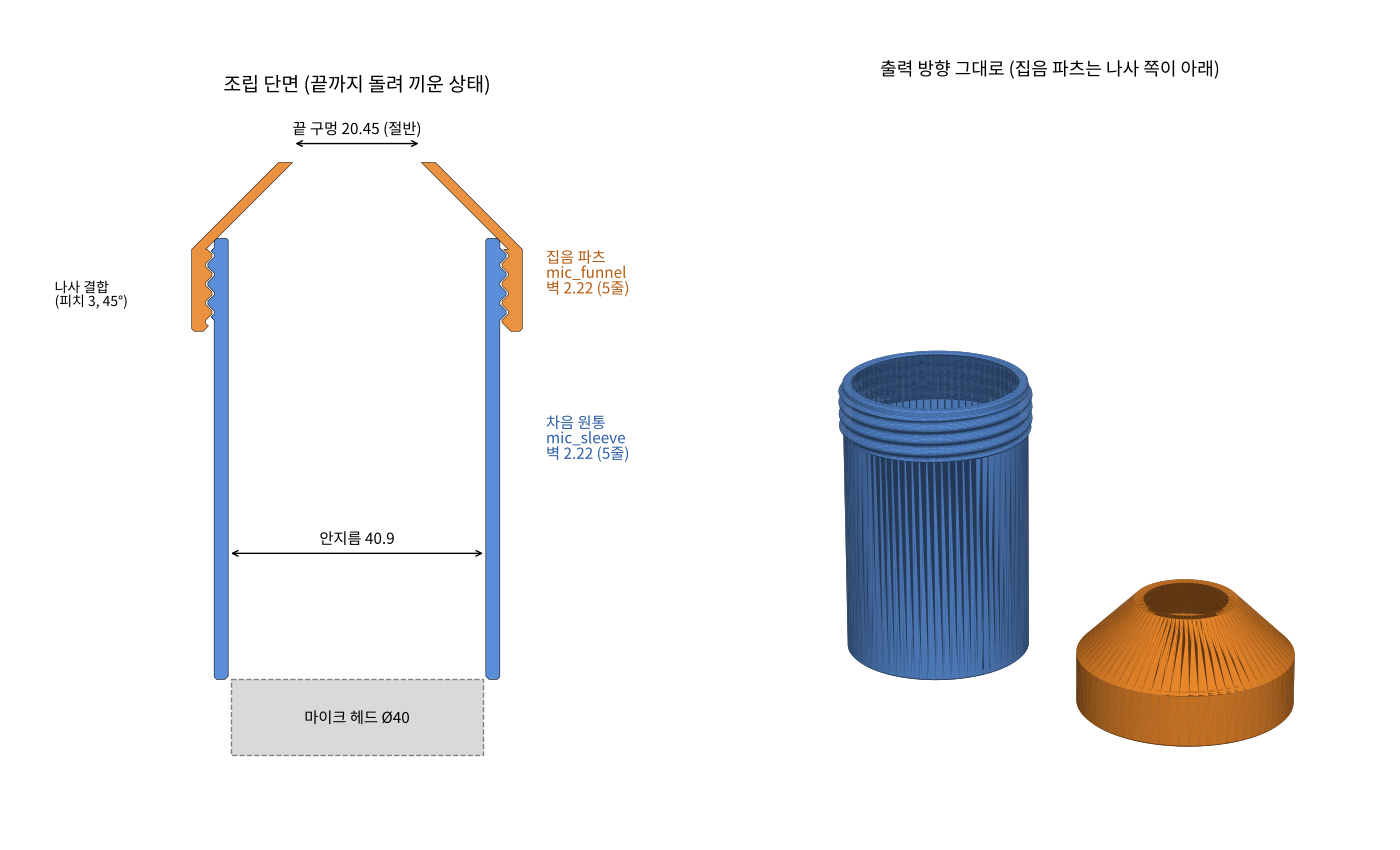 조립 단면 (끝까지 돌려 끼운 상태)
출력 방향 그대로 (집음 파츠는 나사 쪽이 아래)
끝 구멍 20.45 (절반)
나사 결합
(피치 3, 45°)
집음 파츠
mic_funnel
벽 2.22 (5줄)
차음 원통
mic_sleeve
벽 2.22 (5줄)
안지름 40.9
마이크 헤드 Ø40